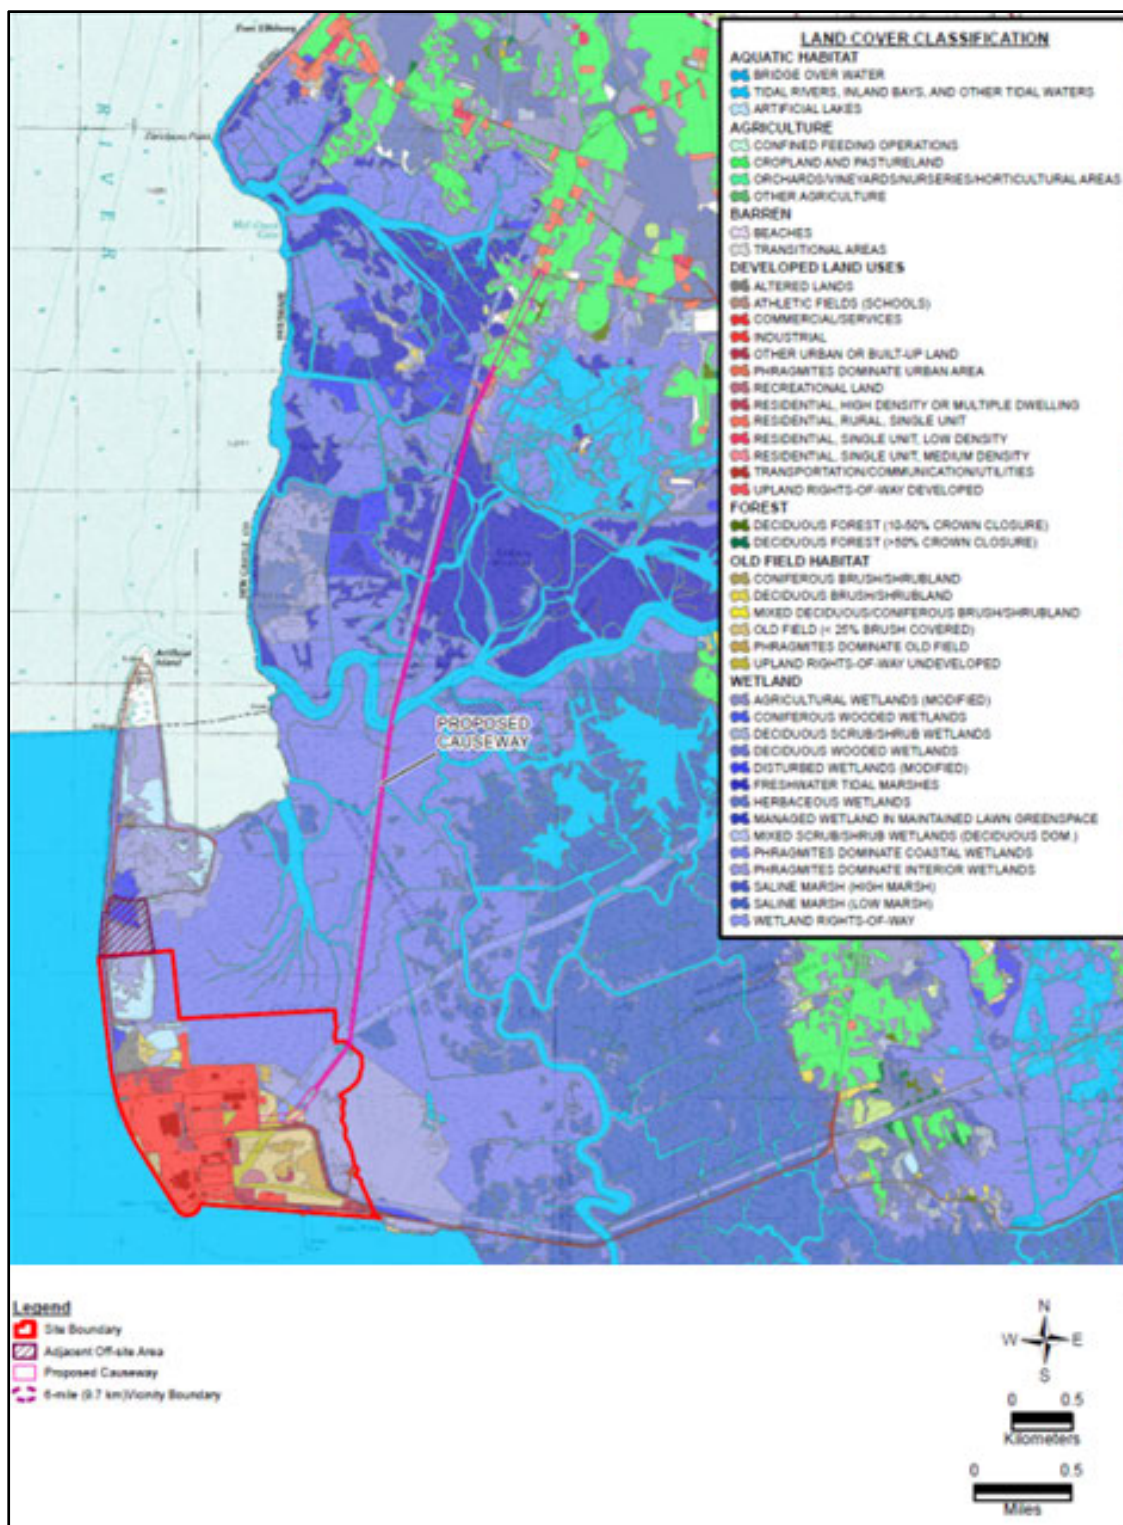 Artificial
Island
PROPOSED
CAUSEWAY
LAND COVER CLASSIFICATION
AQUATIC HABITAT
BRIDGE OVER WATER
TIDAL RIVERS, INLAND BAYS, AND OTHER TIDAL WATERS
ARTIFICIAL LAKES
AGRICULTURE
CONFINED FEEDING OPERATIONS
CROPLAND AND PASTURELAND
ORCHARDS/VINEYARDS/NURSERIES/HORTICULTURAL AREAS
OTHER AGRICULTURE
BARREN
BEACHES
TRANSITIONAL AREAS
DEVELOPED LAND USES
ALTERED LANDS
ATHLETIC FIELDS (SCHOOLS)
COMMERCIAL/SERVICES
INDUSTRIAL
OTHER URBAN OR BUILT-UP LAND
PHRAGMITES DOMINATE URBAN AREA
RECREATIONAL LAND
RESIDENTIAL, HIGH DENSITY OR MULTIPLE DWELLING
RESIDENTIAL, RURAL, SINGLE UNIT
RESIDENTIAL, SINGLE UNIT, LOW DENSITY
RESIDENTIAL, SINGLE UNIT, MEDIUM DENSITY
TRANSPORTATION/COMMUNICATION/UTILITIES
UPLAND RIGHTS-OF-WAY DEVELOPED
FOREST
DECIDUOUS FOREST (10-50% CROWN CLOSURE)
DECIDUOUS FOREST (>50% CROWN CLOSURE)
OLD FIELD HABITAT
CONIFEROUS BRUSH/SHRUBLAND
DECIDUOUS BRUSH/SHRUBLAND
MIXED DECIDUOUS/CONIFEROUS BRUSH/SHRUBLAND
OLD FIELD (< 25% BRUSH COVERED)
PHRAGMITES DOMINATE OLD FIELD
UPLAND RIGHTS-OF-WAY UNDEVELOPED
WETLAND
AGRICULTURAL WETLANDS (MODIFIED)
CONIFEROUS WOODED WETLANDS
DECIDUOUS SCRUB/SHRUB WETLANDS
DECIDUOUS WOODED WETLANDS
DISTURBED WETLANDS (MODIFIED)
FRESHWATER TIDAL MARSHES
HERBACEOUS WETLANDS
MANAGED WETLAND IN MAINTAINED LAWN GREENSPACE
MIXED SCRUB/SHRUB WETLANDS (DECIDUOUS DOM.)
PHRAGMITES DOMINATE COASTAL WETLANDS
PHRAGMITES DOMINATE INTERIOR WETLANDS
SALINE MARSH (HIGH MARSH)
SALINE MARSH (LOW MARSH)
WETLAND RIGHTS-OF-WAY
Legend
Site Boundary
Adjacent Off-site Area
Proposed Causeway
6-mile (9.7 km)Vicinity Boundary
N
W E
S
0 0.5
Kilometers
0 0.5
Miles